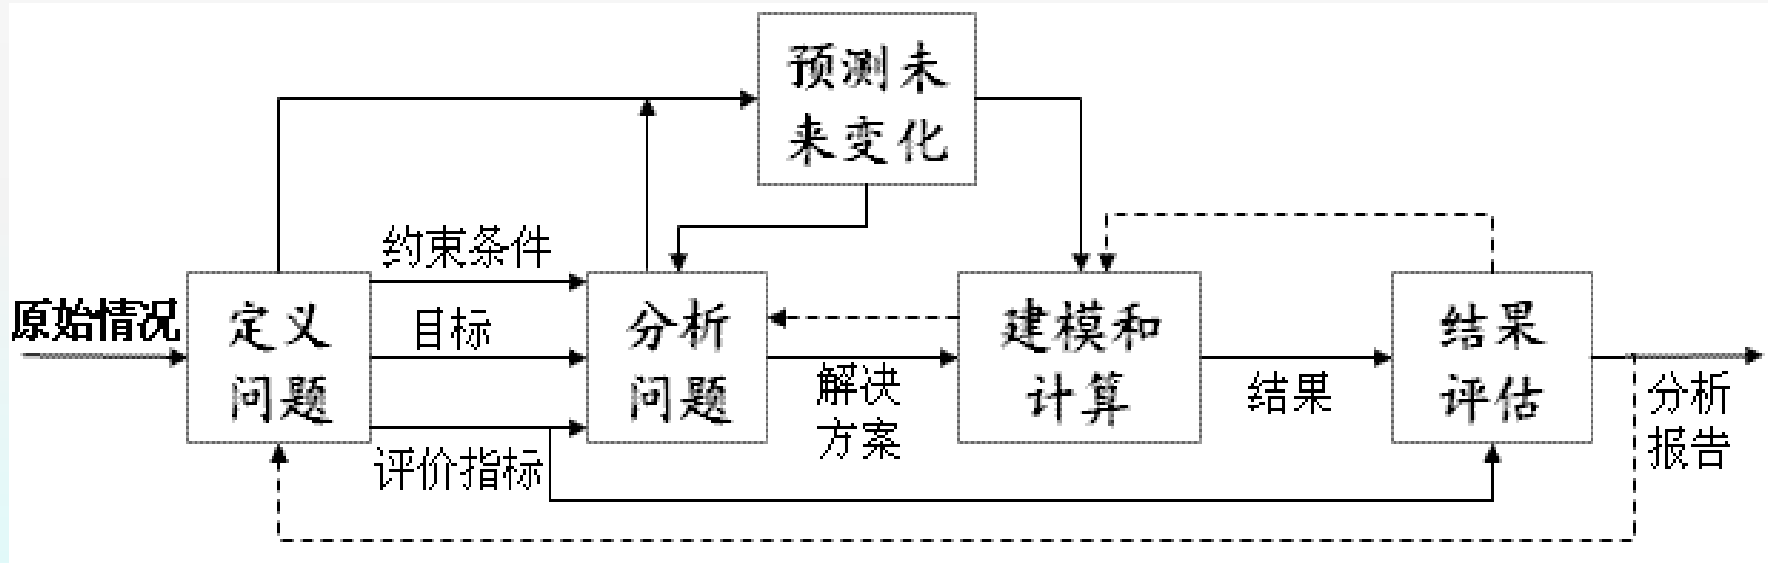 预测未
来变化
约束条件
原始情况
定义
问题
目标
评价指标
分析
问题
解决
方案
建模和
计算
结果
结果
评估
分析
报告